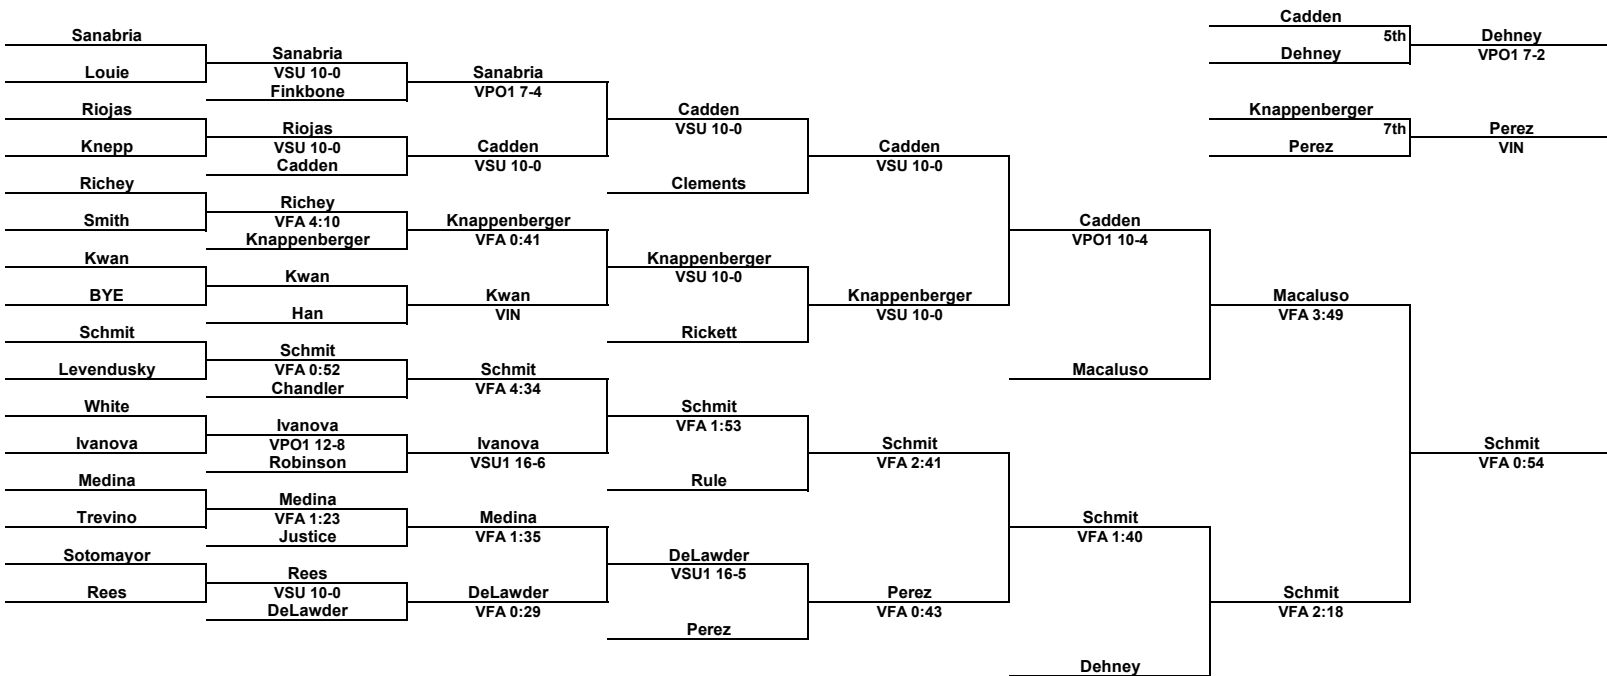 Sanabria
Louie
Riojas
Knepp
Richey
Smith
Kwan
BYE
Schmit
Levendusky
White
Ivanova
Medina
Trevino
Sotomayor
Rees
Sanabria
VSU 10-0
Finkbone
Riojas
VSU 10-0
Cadden
Richey
VFA 4:10
Knappenberger
Kwan
Han
Schmit
VFA 0:52
Chandler
Ivanova
VPO1 12-8
Robinson
Medina
VFA 1:23
Justice
Rees
VSU 10-0
DeLawder
Sanabria
VPO1 7-4
Cadden
VSU 10-0
Knappenberger
VFA 0:41
Kwan
VIN
Schmit
VFA 4:34
Ivanova
VSU1 16-6
Medina
VFA 1:35
DeLawder
VFA 0:29
Cadden
VSU 10-0
Clements
Knappenberger
VSU 10-0
Rickett
Schmit
VFA 1:53
Rule
DeLawder
VSU1 16-5
Perez
Cadden
VSU 10-0
Knappenberger
VSU 10-0
Schmit
VFA 2:41
Perez
VFA 0:43
Cadden
VPO1 10-4
Macaluso
Schmit
VFA 1:40
Dehney
Macaluso
VFA 3:49
Schmit
VFA 2:18
Schmit
VFA 0:54
Cadden
5th
Dehney
Dehney
VPO1 7-2
Knappenberger
7th
Perez
Perez
VIN